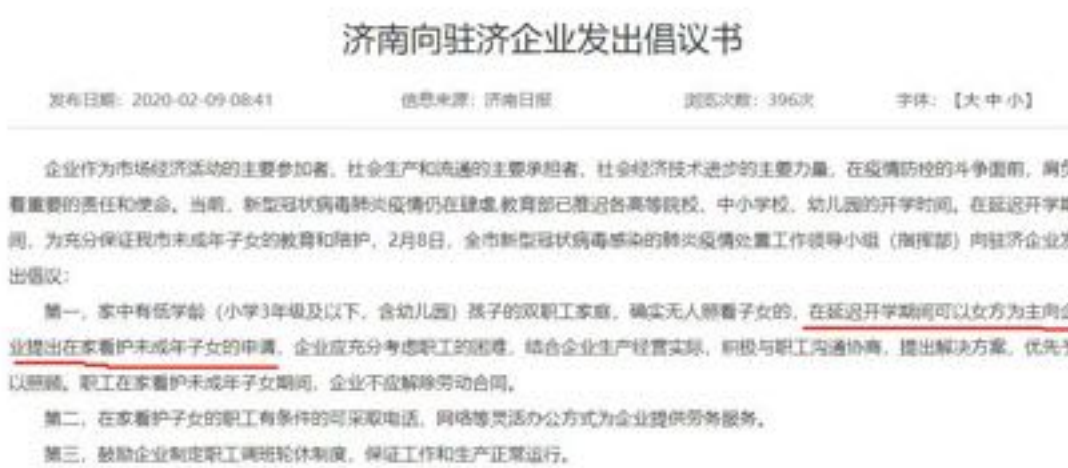 济南向驻济企业发出倡议书
发布日期：2020-02-09 08:41 信息来源：济南日报 浏览次数：396次 字体：【大 中 小】
企业作为市场经济活动的主要参加者，社会生产和流通的主要承担者，社会经济技术进步的主要力量，在疫情防控的斗争面前，肩负
着重要的责任和使命。当前，新型冠状病毒肺炎疫情仍在肆虐,教育部已推迟各高等院校、中小学校、幼儿园的开学时间。在延迟开学期
间，为充分保证我市未成年子女的教育和陪护，2月8日，全市新型冠状病毒感染的肺炎疫情处置工作领导小组（指挥部）向驻济企业发
出倡议：
第一，家中有低学龄（小学3年级及以下，含幼儿园）孩子的双职工家庭，确实无人照看子女的，在延迟开学期间可以女方为主向企
业提出在家看护未成年子女的申请，企业应充分考虑职工的困难，结合企业生产经营实际，积极与职工沟通协商，提出解决方案，优先予
以照顾。职工在家看护未成年子女期间，企业不应解除劳动合同。
第二，在家看护子女的职工有条件的可采取电话、网络等灵活办公方式为企业提供劳务服务。
第三，鼓励企业制定职工调班轮休制度，保证工作和生产正常运行。